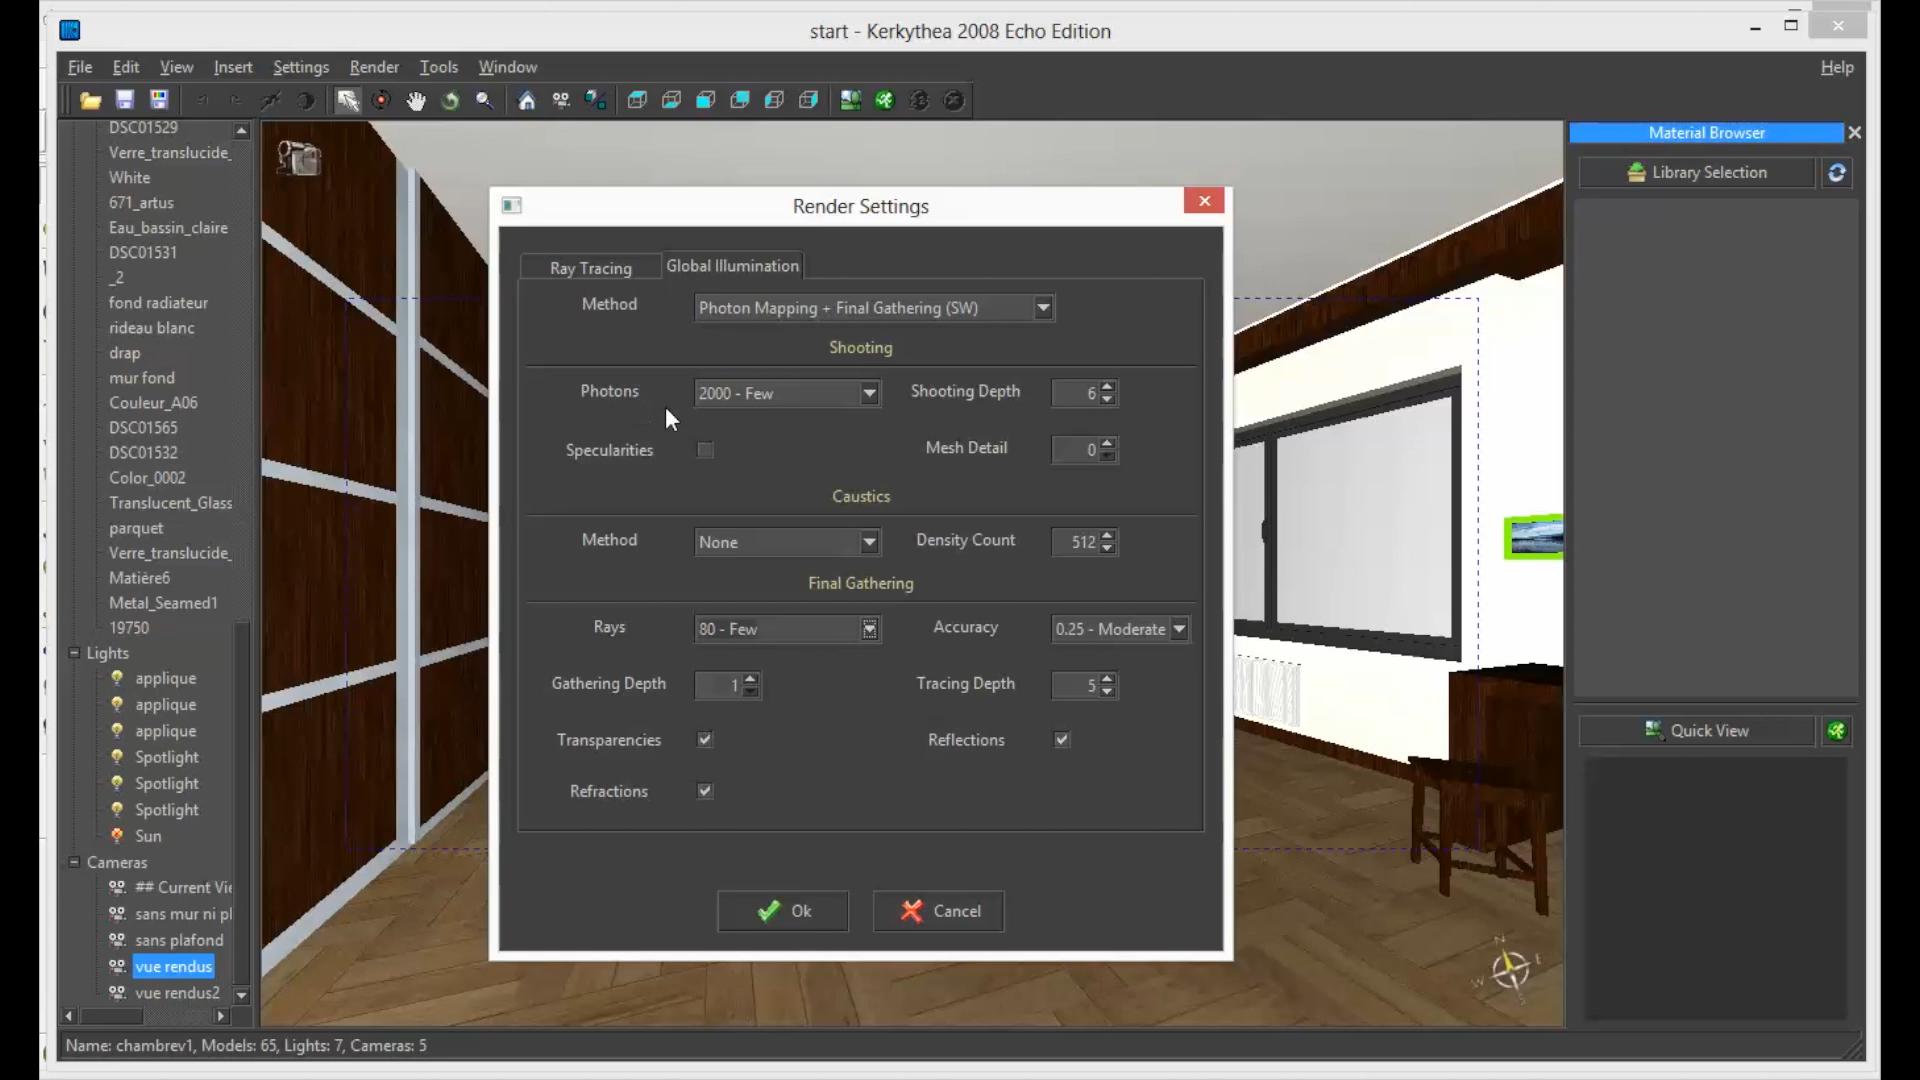 start - Kerkythea 2008 Echo Edition
File Edit View Insert Settings Render Tools Window Help
DSC01529
Verre_translucide_
White
671_artus
Eau_bassin_claire
DSC01531
_2
fond radiateur
rideau blanc
drap
mur fond
Couleur_A06
DSC01565
DSC01532
Color_0002
Translucent_Glass
parquet
Verre_translucide_
Matière6
Metal_Seamed1
19750
Lights
applique
applique
applique
Spotlight
Spotlight
Spotlight
Sun
Cameras
## Current Vie
sans mur ni pl
sans plafond
vue rendus
vue rendus2
Render Settings
Ray Tracing Global Illumination
Method Photon Mapping + Final Gathering (SW)
Shooting
Photons 2000 - Few Shooting Depth 6
Specularities Mesh Detail 0
Caustics
Method None Density Count 512
Final Gathering
Rays 80 - Few Accuracy 0.25 - Moderate
Gathering Depth 1 Tracing Depth 5
Transparencies Reflections
Refractions
Ok Cancel
Material Browser
Library Selection
Quick View
N
E
S
W
Name: chambrev1, Models: 65, Lights: 7, Cameras: 5